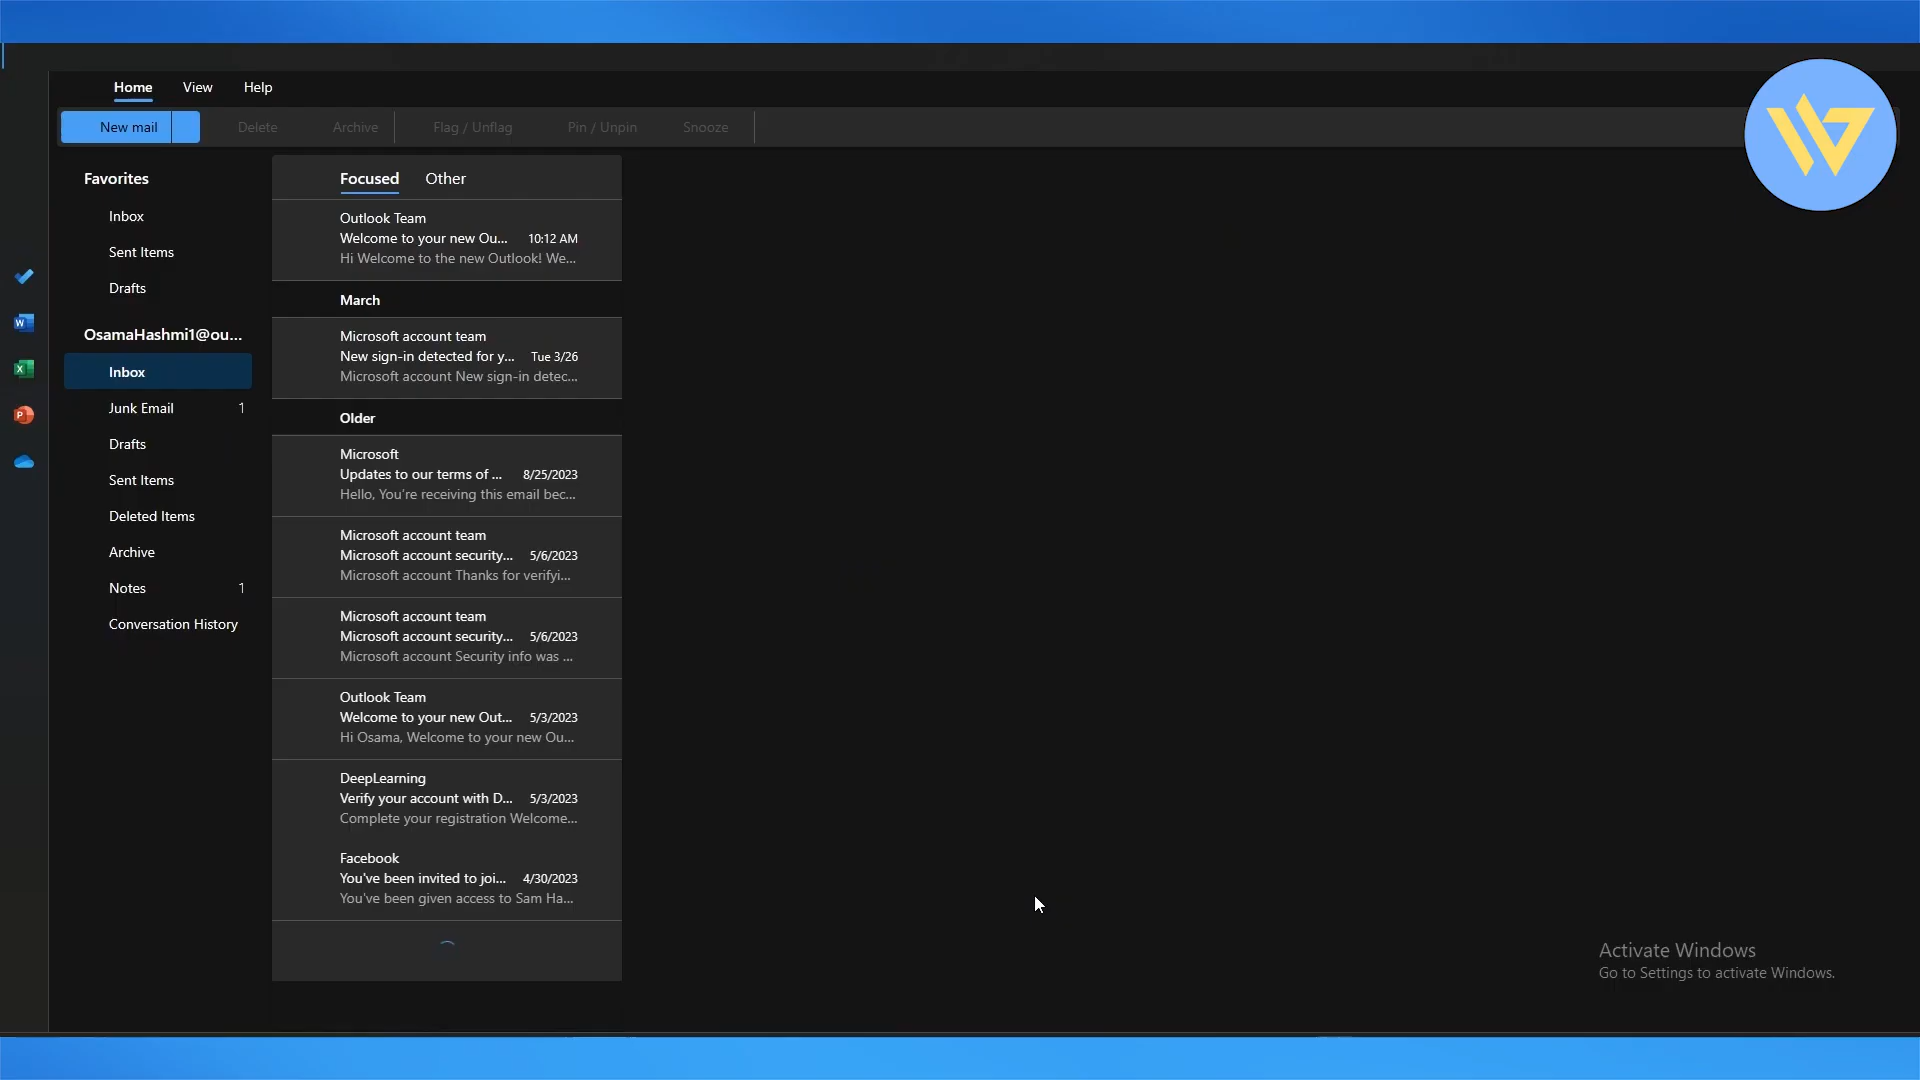 Home View Help
New mail Delete Archive Flag / Unflag Pin / Unpin Snooze
Favorites
Inbox
Sent Items
Drafts
OsamaHashmi1@ou...
Inbox
Junk Email 1
Drafts
Sent Items
Deleted Items
Archive
Notes 1
Conversation History
Focused Other
Outlook Team
Welcome to your new Ou... 10:12 AM
Hi Welcome to the new Outlook! We...
March
Microsoft account team
New sign-in detected for y... Tue 3/26
Microsoft account New sign-in detec...
Older
Microsoft
Updates to our terms of ... 8/25/2023
Hello, You're receiving this email bec...
Microsoft account team
Microsoft account security... 5/6/2023
Microsoft account Thanks for verifyi...
Microsoft account team
Microsoft account security... 5/6/2023
Microsoft account Security info was ...
Outlook Team
Welcome to your new Out... 5/3/2023
Hi Osama, Welcome to your new Ou...
DeepLearning
Verify your account with D... 5/3/2023
Complete your registration Welcome...
Facebook
You've been invited to joi... 4/30/2023
You've been given access to Sam Ha...
Activate Windows
Go to Settings to activate Windows.